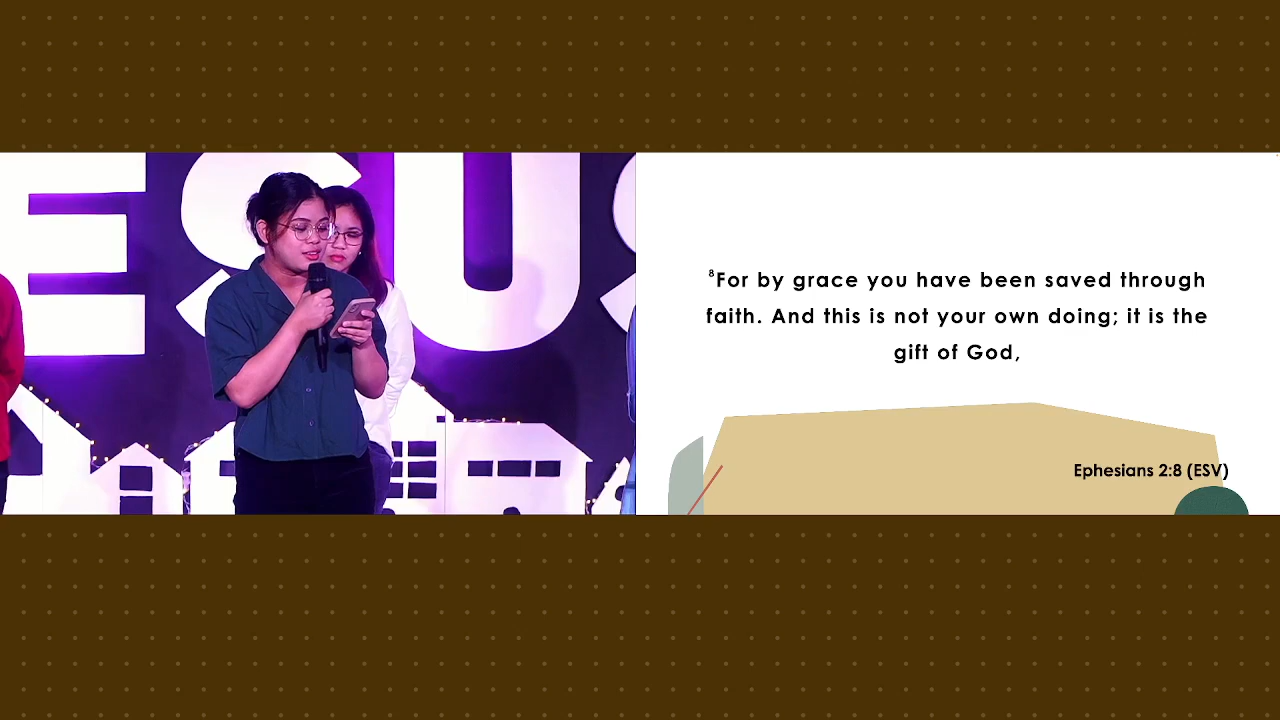 ESUS
⁸For by grace you have been saved through
faith. And this is not your own doing; it is the
gift of God,
Ephesians 2:8 (ESV)